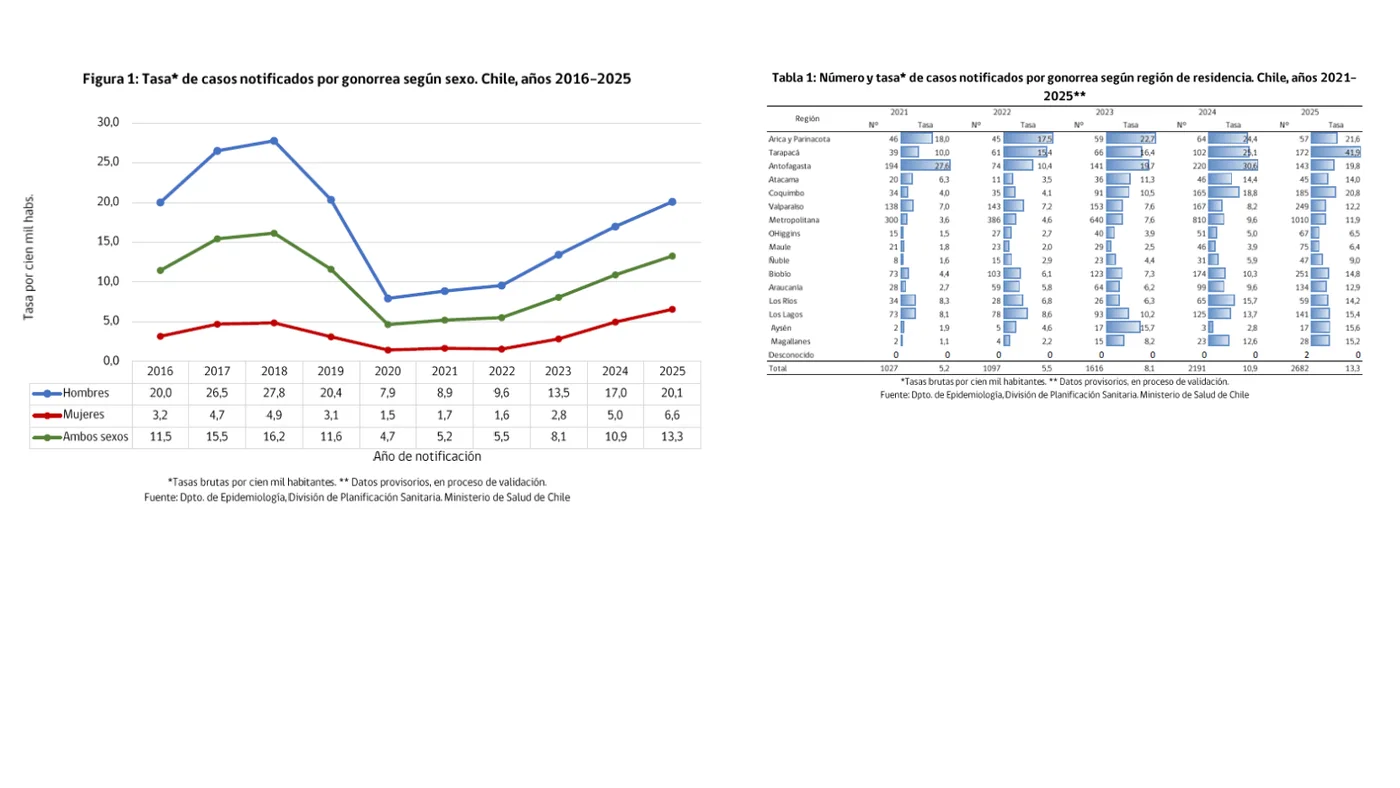 Figura 1: Tasa* de casos notificados por gonorrea según sexo. Chile, años 2016–2025
Tasa por cien mil habs.
30,0
25,0
20,0
15,0
10,0
5,0
0,0
2016 2017 2018 2019 2020 2021 2022 2023 2024 2025
Hombres 20,0 26,5 27,8 20,4 7,9 8,9 9,6 13,5 17,0 20,1
Mujeres 3,2 4,7 4,9 3,1 1,5 1,7 1,6 2,8 5,0 6,6
Ambos sexos 11,5 15,5 16,2 11,6 4,7 5,2 5,5 8,1 10,9 13,3
Año de notificación
*Tasas brutas por cien mil habitantes. ** Datos provisorios, en proceso de validación.
Fuente: Dpto. de Epidemiología, División de Planificación Sanitaria. Ministerio de Salud de Chile
Tabla 1: Número y tasa* de casos notificados por gonorrea según región de residencia. Chile, años 2021–
2025**
Región 2021 2022 2023 2024 2025
Nº Tasa Nº Tasa Nº Tasa Nº Tasa Nº Tasa
Arica y Parinacota 46 18,0 45 17,5 59 22,7 64 24,4 57 21,6
Tarapacá 39 10,0 61 15,4 66 16,4 102 25,1 172 41,9
Antofagasta 194 27,6 74 10,4 141 19,7 220 30,6 143 19,8
Atacama 20 6,3 11 3,5 36 11,3 46 14,4 45 14,0
Coquimbo 34 4,0 35 4,1 91 10,5 165 18,8 185 20,8
Valparaíso 138 7,0 143 7,2 153 7,6 167 8,2 249 12,2
Metropolitana 300 3,6 386 4,6 640 7,6 810 9,6 1010 11,9
OHiggins 15 1,5 27 2,7 40 3,9 51 5,0 67 6,5
Maule 21 1,8 23 2,0 29 2,5 46 3,9 75 6,4
Ñuble 8 1,6 15 2,9 23 4,4 31 5,9 47 9,0
Biobío 73 4,4 103 6,1 123 7,3 174 10,3 251 14,8
Araucanía 28 2,7 59 5,8 64 6,2 99 9,6 134 12,9
Los Ríos 34 8,3 28 6,8 26 6,3 65 15,7 59 14,2
Los Lagos 73 8,1 78 8,6 93 10,2 125 13,7 141 15,4
Aysén 2 1,9 5 4,6 17 15,7 3 2,8 17 15,6
Magallanes 2 1,1 4 2,2 15 8,2 23 12,6 28 15,2
Desconocido 0 0 0 0 0 0 0 0 2 0
Total 1027 5,2 1097 5,5 1616 8,1 2191 10,9 2682 13,3
*Tasas brutas por cien mil habitantes. ** Datos provisorios, en proceso de validación.
Fuente: Dpto. de Epidemiología, División de Planificación Sanitaria. Ministerio de Salud de Chile